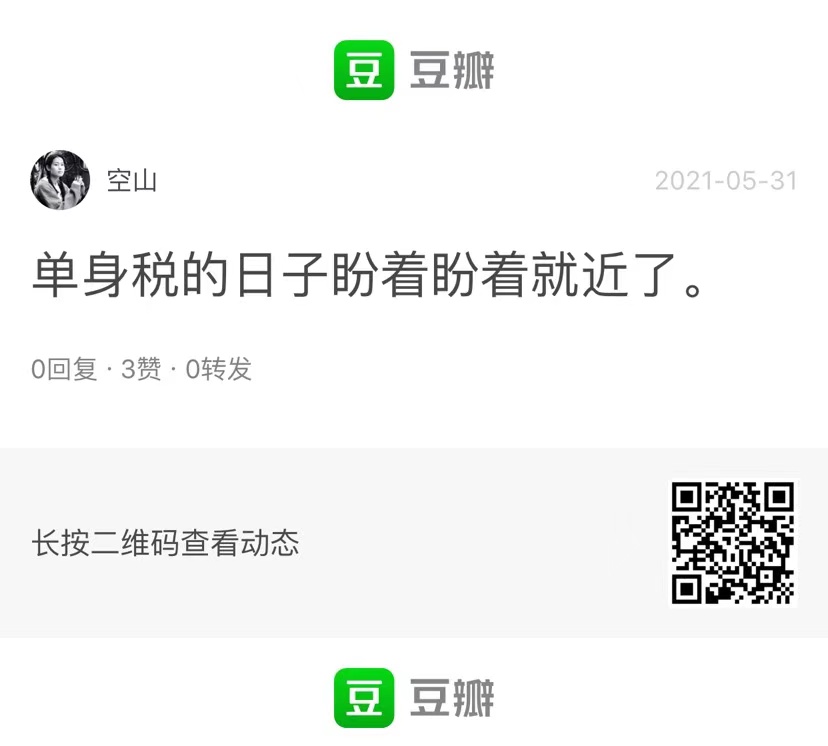 豆 豆瓣
空山 2021-05-31
单身税的日子盼着盼着就近了。
0回复 · 3赞 · 0转发
长按二维码查看动态
豆 豆瓣